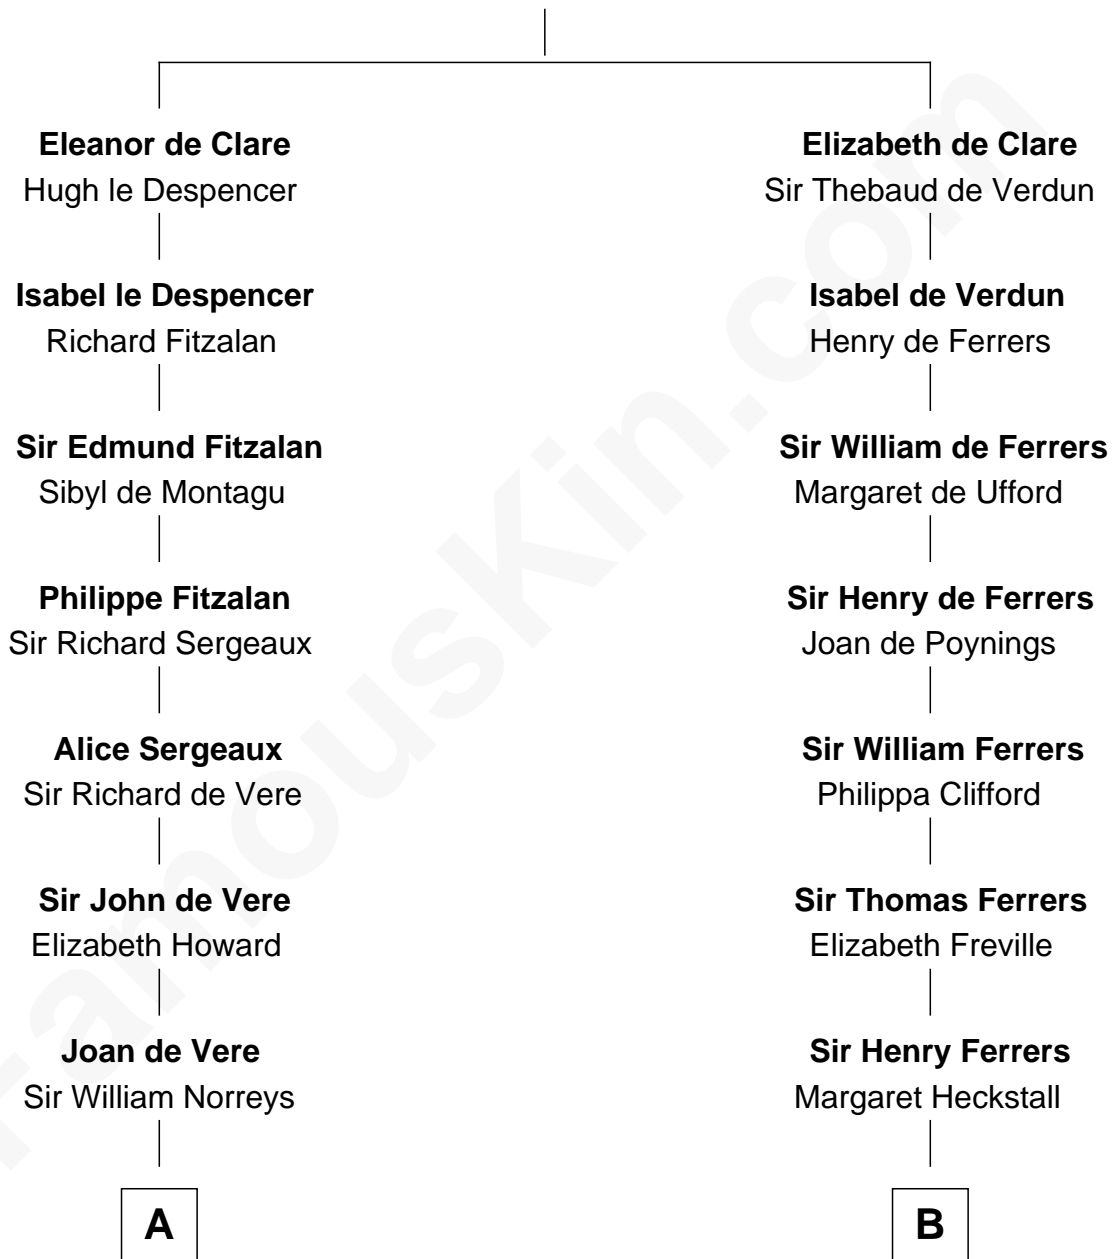 Eleanor de Clare
Hugh le Despencer
Isabel le Despencer
Richard Fitzalan
Sir Edmund Fitzalan
Sibyl de Montagu
Philippe Fitzalan
Sir Richard Sergeaux
Alice Sergeaux
Sir Richard de Vere
Sir John de Vere
Elizabeth Howard
Joan de Vere
Sir William Norreys
A
Elizabeth de Clare
Sir Thebaud de Verdun
Isabel de Verdun
Henry de Ferrers
Sir William de Ferrers
Margaret de Ufford
Sir Henry de Ferrers
Joan de Poynings
Sir William Ferrers
Philippa Clifford
Sir Thomas Ferrers
Elizabeth Freville
Sir Henry Ferrers
Margaret Heckstall
B
FamousKin.com